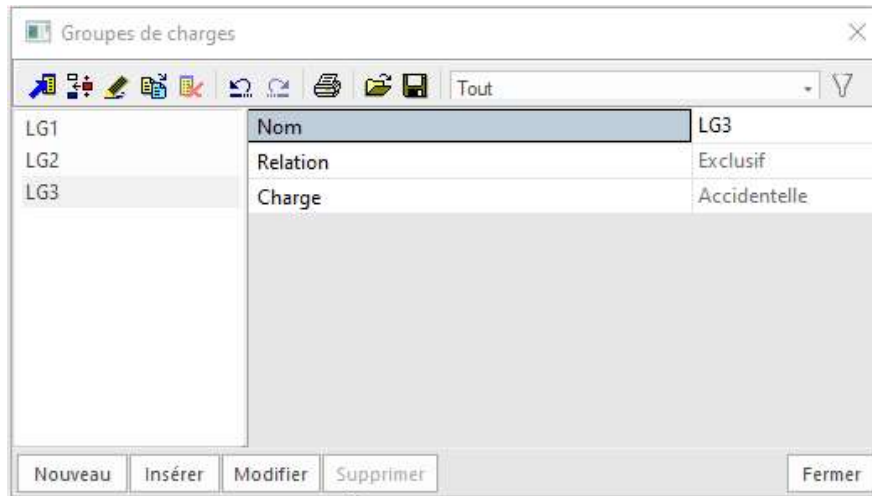 Groupes de charges
Tout
LG1
LG2
LG3
Nom LG3
Relation Exclusif
Charge Accidentelle
Nouveau Insérer Modifier Supprimer Fermer